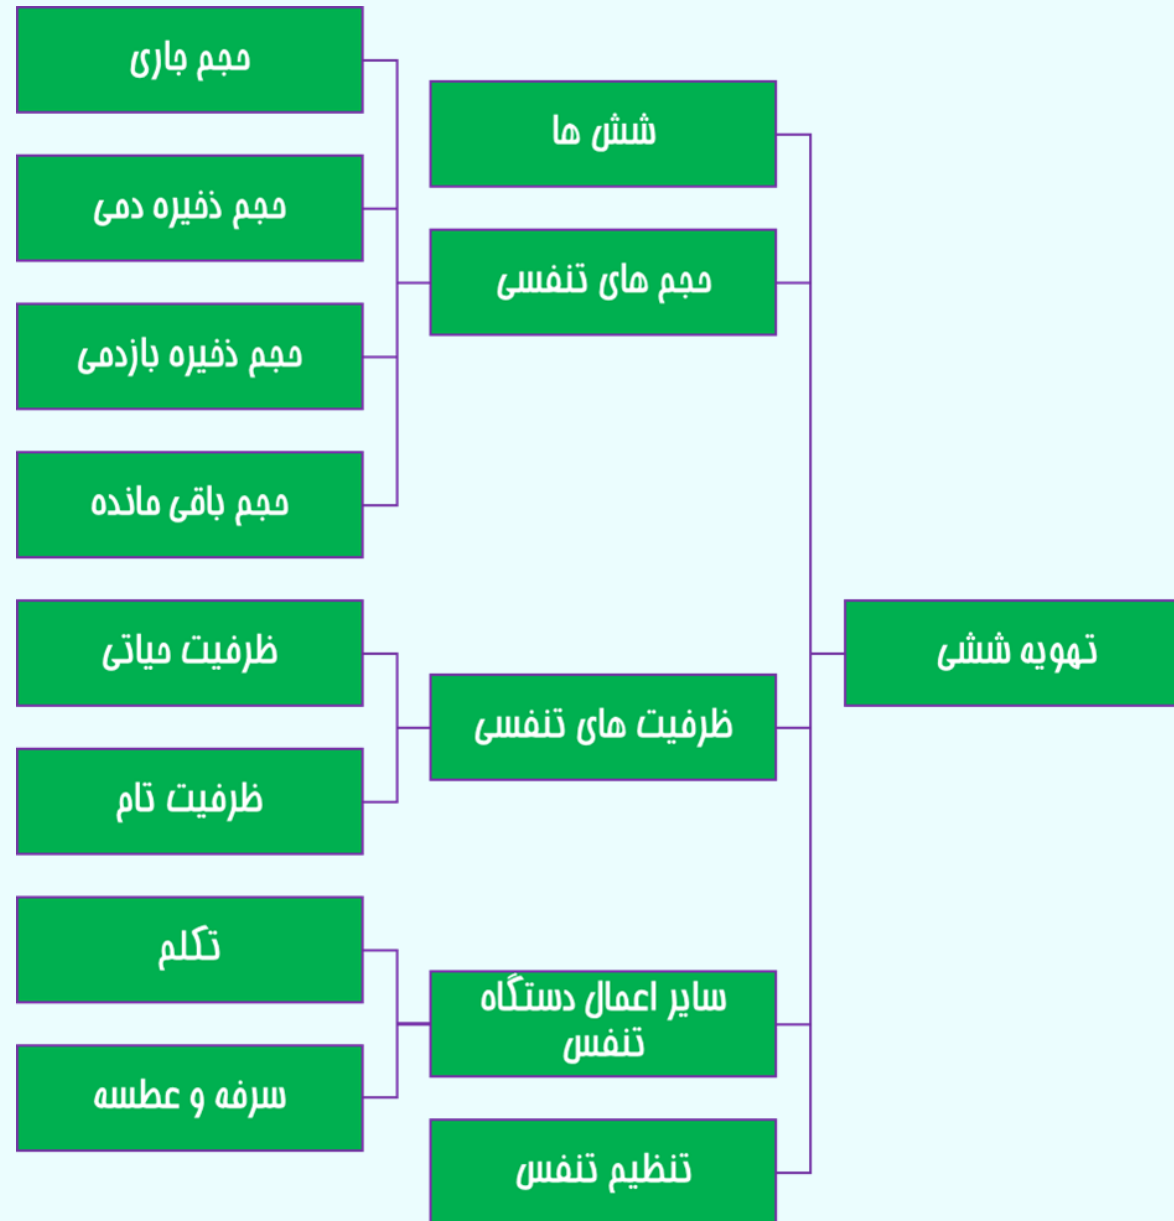 تهویه ششی
شش ها
حجم های تنفسی
حجم جاری
حجم ذخیره دمی
حجم ذخیره بازدمی
حجم باقی مانده
ظرفیت های تنفسی
ظرفیت حیاتی
ظرفیت تام
سایر اعمال دستگاه
تنفس
تکلم
سرفه و عطسه
تنظیم تنفس